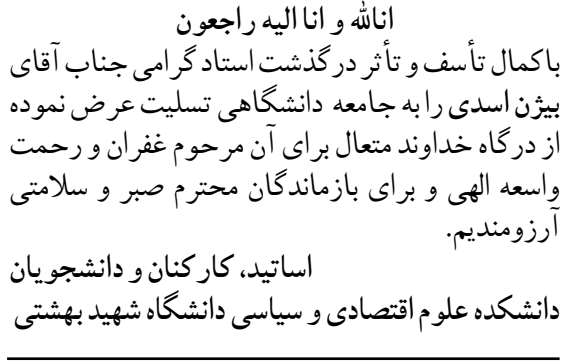 انالله و انا الیه راجعون
باکمال تأسف و تأثر درگذشت استاد گرامی جناب آقای
بیژن اسدی را به جامعه دانشگاهی تسلیت عرض نموده
از درگاه خداوند متعال برای آن مرحوم غفران و رحمت
واسعه الهی و برای بازماندگان محترم صبر و سلامتی
آرزومندیم.
اساتید، کارکنان و دانشجویان
دانشکده علوم اقتصادی و سیاسی دانشگاه شهید بهشتی